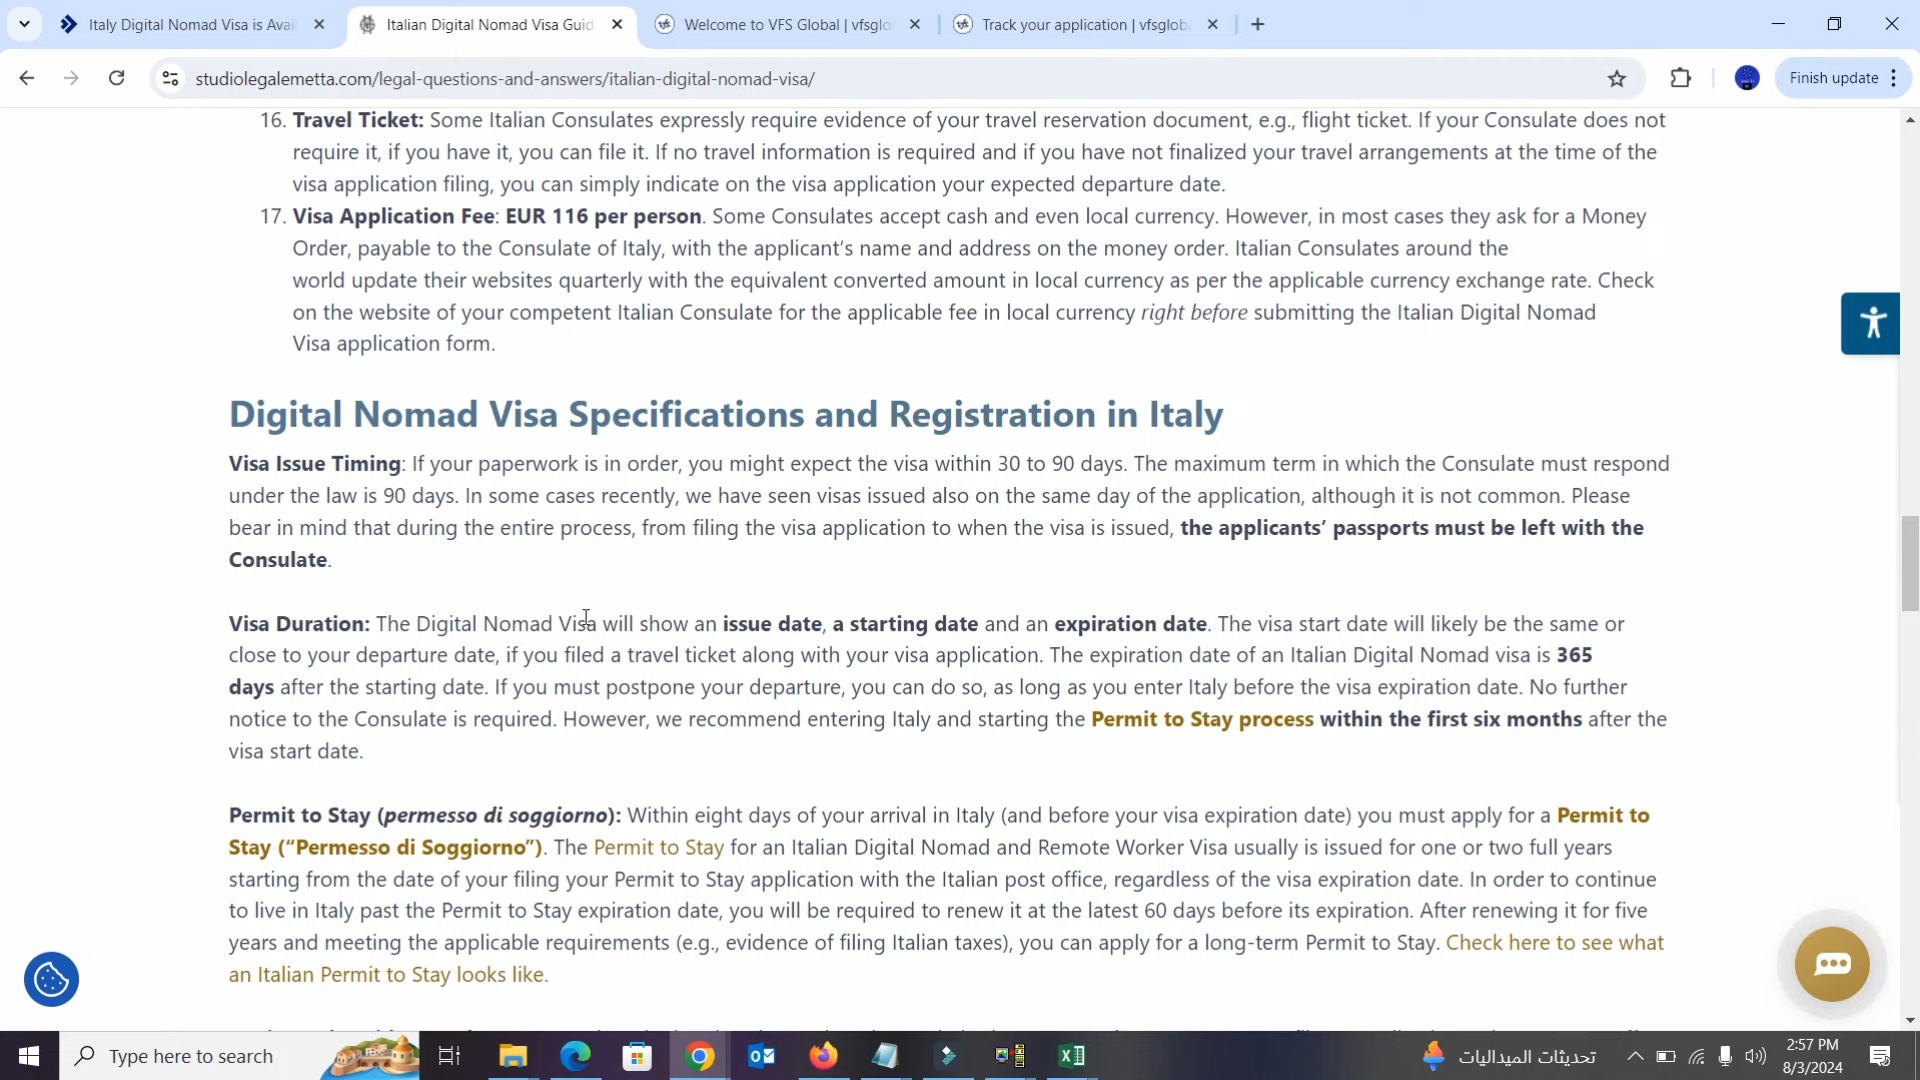 Italy Digital Nomad Visa is Avai
Italian Digital Nomad Visa Guid
Welcome to VFS Global | vfsglo
Track your application | vfsglob
studiolegalemetta.com/legal-questions-and-answers/italian-digital-nomad-visa/
Finish update
16. Travel Ticket: Some Italian Consulates expressly require evidence of your travel reservation document, e.g., flight ticket. If your Consulate does not
require it, if you have it, you can file it. If no travel information is required and if you have not finalized your travel arrangements at the time of the
visa application filing, you can simply indicate on the visa application your expected departure date.
17. Visa Application Fee: EUR 116 per person. Some Consulates accept cash and even local currency. However, in most cases they ask for a Money
Order, payable to the Consulate of Italy, with the applicant's name and address on the money order. Italian Consulates around the
world update their websites quarterly with the equivalent converted amount in local currency as per the applicable currency exchange rate. Check
on the website of your competent Italian Consulate for the applicable fee in local currency right before submitting the Italian Digital Nomad
Visa application form.
Digital Nomad Visa Specifications and Registration in Italy
Visa Issue Timing: If your paperwork is in order, you might expect the visa within 30 to 90 days. The maximum term in which the Consulate must respond
under the law is 90 days. In some cases recently, we have seen visas issued also on the same day of the application, although it is not common. Please
bear in mind that during the entire process, from filing the visa application to when the visa is issued, the applicants' passports must be left with the
Consulate.
Visa Duration: The Digital Nomad Visa will show an issue date, a starting date and an expiration date. The visa start date will likely be the same or
close to your departure date, if you filed a travel ticket along with your visa application. The expiration date of an Italian Digital Nomad visa is 365
days after the starting date. If you must postpone your departure, you can do so, as long as you enter Italy before the visa expiration date. No further
notice to the Consulate is required. However, we recommend entering Italy and starting the Permit to Stay process within the first six months after the
visa start date.
Permit to Stay (permesso di soggiorno): Within eight days of your arrival in Italy (and before your visa expiration date) you must apply for a Permit to
Stay (“Permesso di Soggiorno”). The Permit to Stay for an Italian Digital Nomad and Remote Worker Visa usually is issued for one or two full years
starting from the date of your filing your Permit to Stay application with the Italian post office, regardless of the visa expiration date. In order to continue
to live in Italy past the Permit to Stay expiration date, you will be required to renew it at the latest 60 days before its expiration. After renewing it for five
years and meeting the applicable requirements (e.g., evidence of filing Italian taxes), you can apply for a long-term Permit to Stay. Check here to see what
an Italian Permit to Stay looks like.
Type here to search
تحديثات الميداليات
2:57 PM
8/3/2024